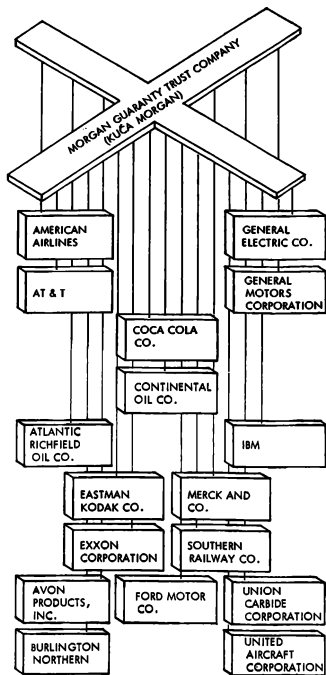 MORGAN GUARANTY TRUST COMPANY
(KUĆA MORGAN)
AMERICAN
AIRLINES
GENERAL
ELECTRIC CO.
AT & T
GENERAL
MOTORS
CORPORATION
COCA COLA
CO.
CONTINENTAL
OIL CO.
ATLANTIC
RICHFIELD
OIL CO.
IBM
EASTMAN
KODAK CO.
MERCK AND
CO.
EXXON
CORPORATION
SOUTHERN
RAILWAY CO.
AVON
PRODUCTS,
INC.
FORD MOTOR
CO.
UNION
CARBIDE
CORPORATION
BURLINGTON
NORTHERN
UNITED
AIRCRAFT
CORPORATION